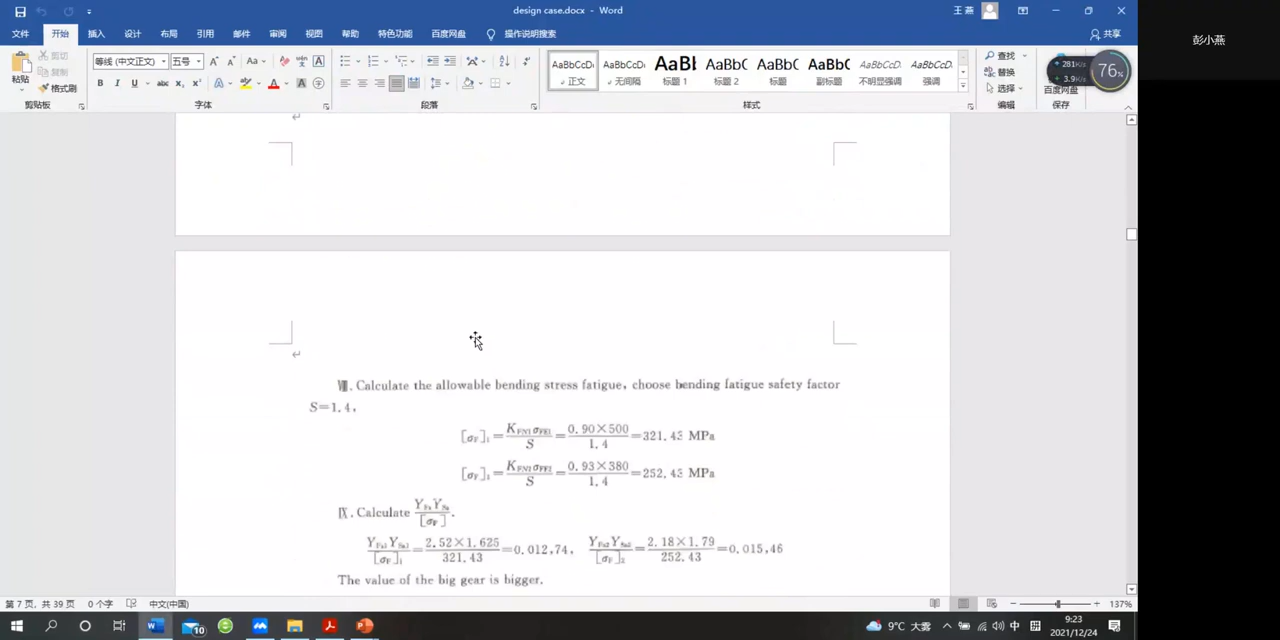 design case.docx - Word
王 燕
彭小燕
文件 开始 插入 设计 布局 引用 邮件 审阅 视图 帮助 特色功能 百度网盘 操作说明搜索 共享
粘贴 剪切 复制 格式刷
等线 (中文正文) 五号
AaBbCcD AaBbCcD AaBb AaBbC AaBbC AaBbC AaBbCcD AaBbCcD
正文 无间隔 标题 1 标题 2 标题 副标题 不明显强调 强调
查找 替换 选择
281K/s 3.9K/s 76%
百度网盘
剪贴板 字体 段落 样式 编辑 保存
Ⅷ. Calculate the allowable bending stress fatigue, choose bending fatigue safety factor
S=1.4,
[σF]1=KFN1σFE1/S=0.90×500/1.4=321.43 MPa
[σF]2=KFN1σFE2/S=0.93×380/1.4=252.43 MPa
Ⅸ. Calculate YFaYSa/[σF].
YFa1YSa1/[σF]1=2.52×1.625/321.43=0.012,74, YFa2YSa2/[σF]2=2.18×1.79/252.43=0.015,46
The value of the big gear is bigger.
第 7 页, 共 39 页 0 个字 中文(中国) 137%
10
9°C 大雾 中 9:23
2021/12/24